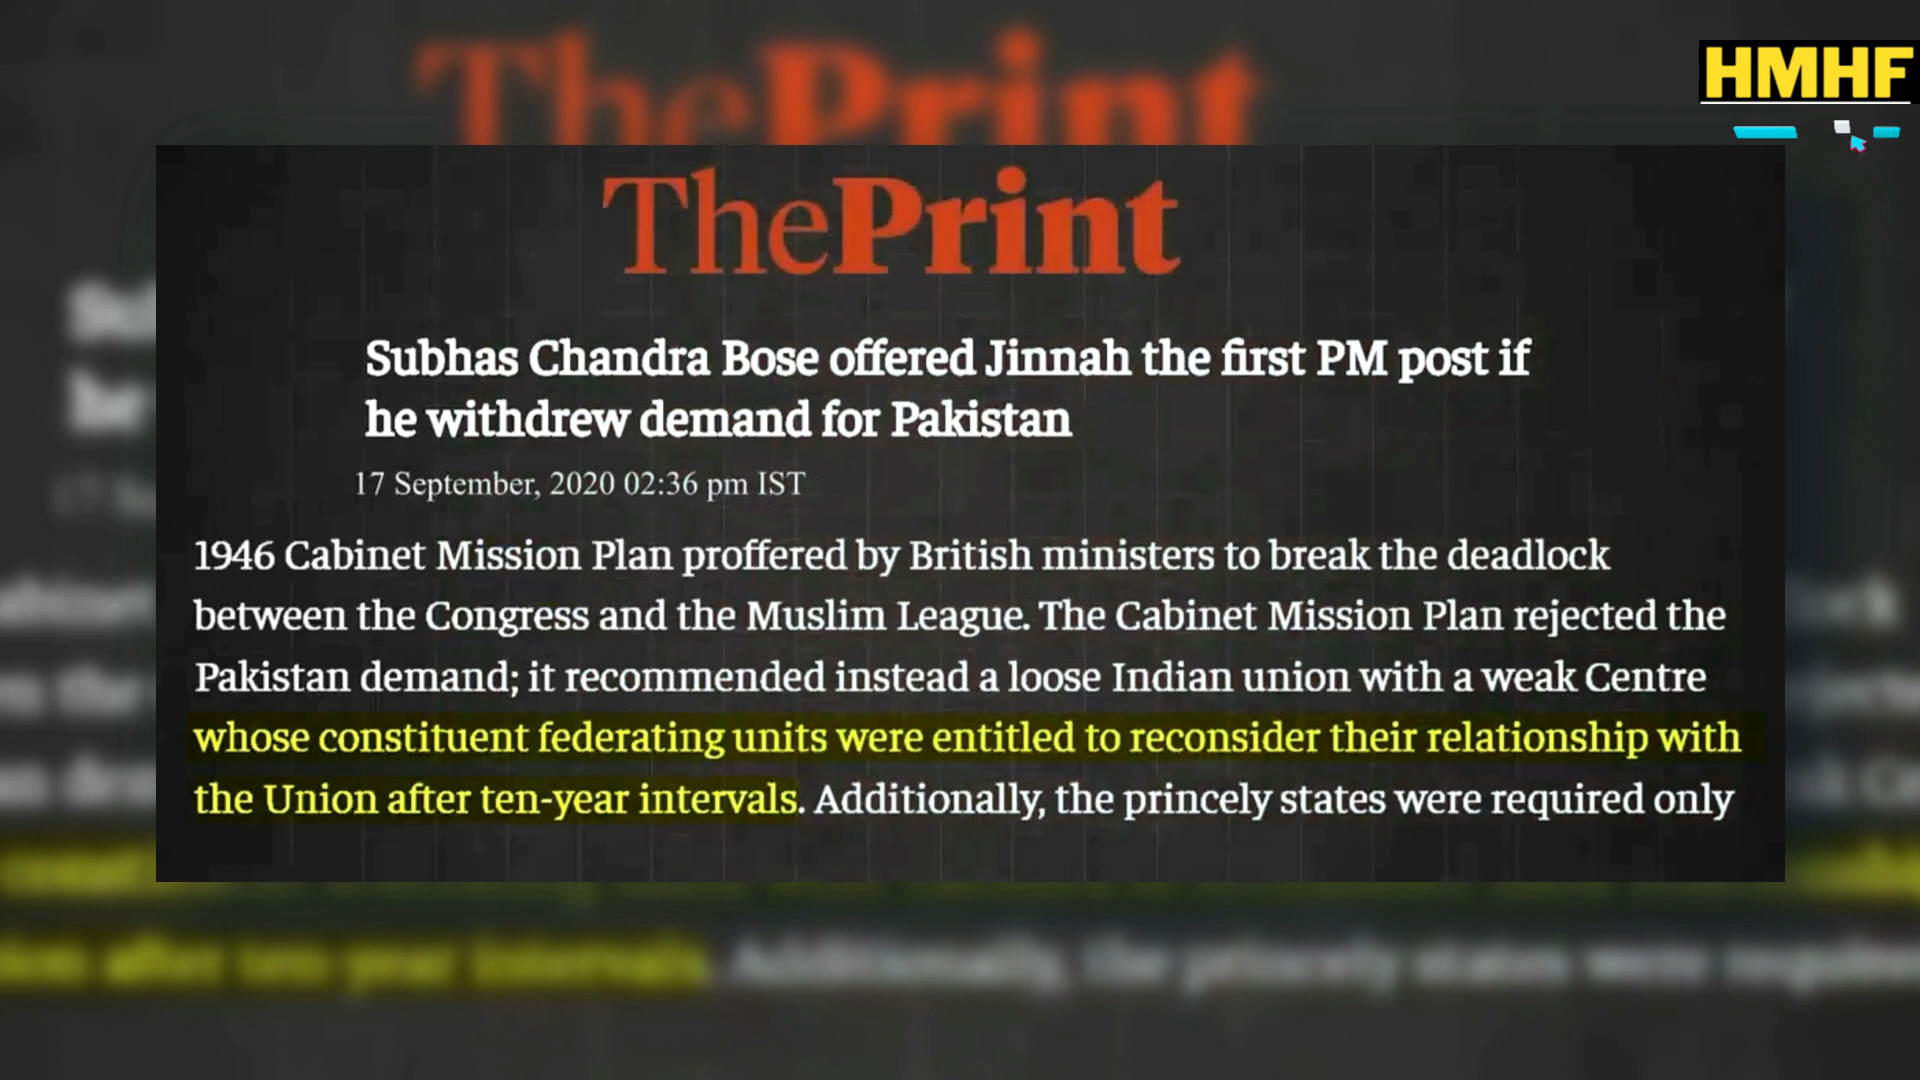 HMHF
ThePrint
ThePrint
Subhas Chandra Bose offered Jinnah the first PM post if
he withdrew demand for Pakistan
17 September, 2020 02:36 pm IST
1946 Cabinet Mission Plan proffered by British ministers to break the deadlock
between the Congress and the Muslim League. The Cabinet Mission Plan rejected the
Pakistan demand; it recommended instead a loose Indian union with a weak Centre
whose constituent federating units were entitled to reconsider their relationship with
the Union after ten-year intervals. Additionally, the princely states were required only